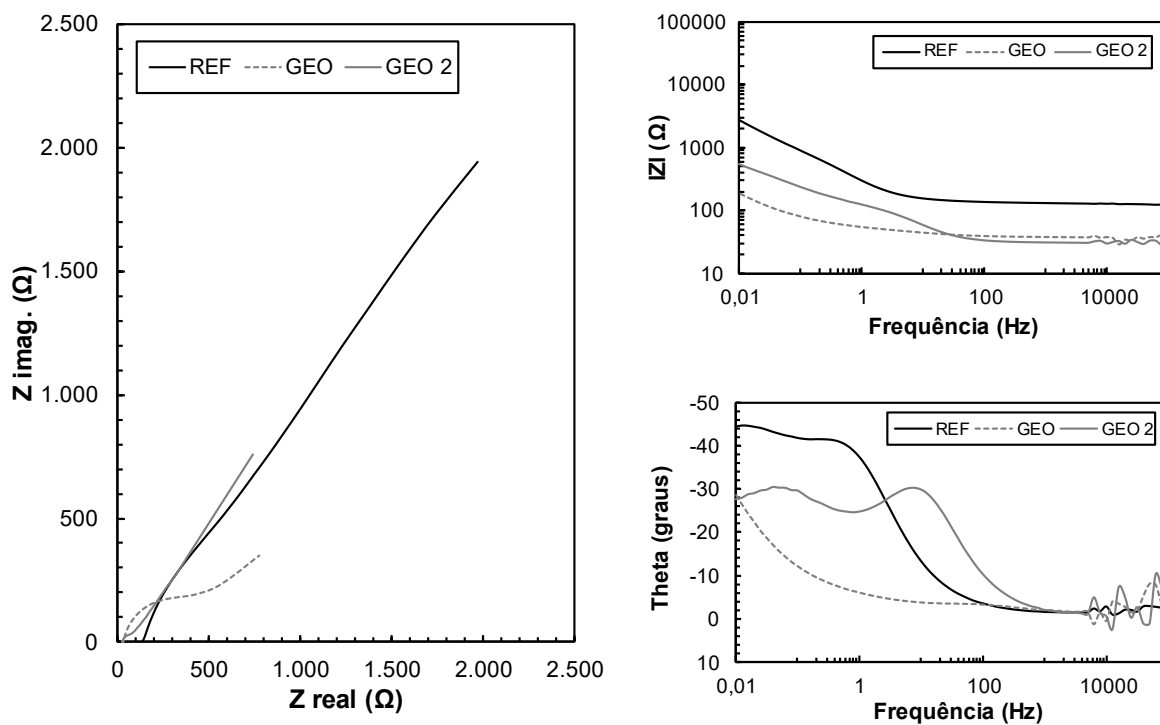 2.500
2.000
1.500
1.000
500
0
Z imag. (Ω)
REF GEO GEO 2
0 500 1.000 1.500 2.000 2.500
Z real (Ω)
100000
10000
1000
100
10
IZI ( Ω)
REF GEO GEO 2
0,01 1 100 10000
Frequência (Hz)
-50
-40
-30
-20
-10
0
10
Theta (graus)
REF GEO GEO 2
0,01 1 100 10000
Frequência (Hz)